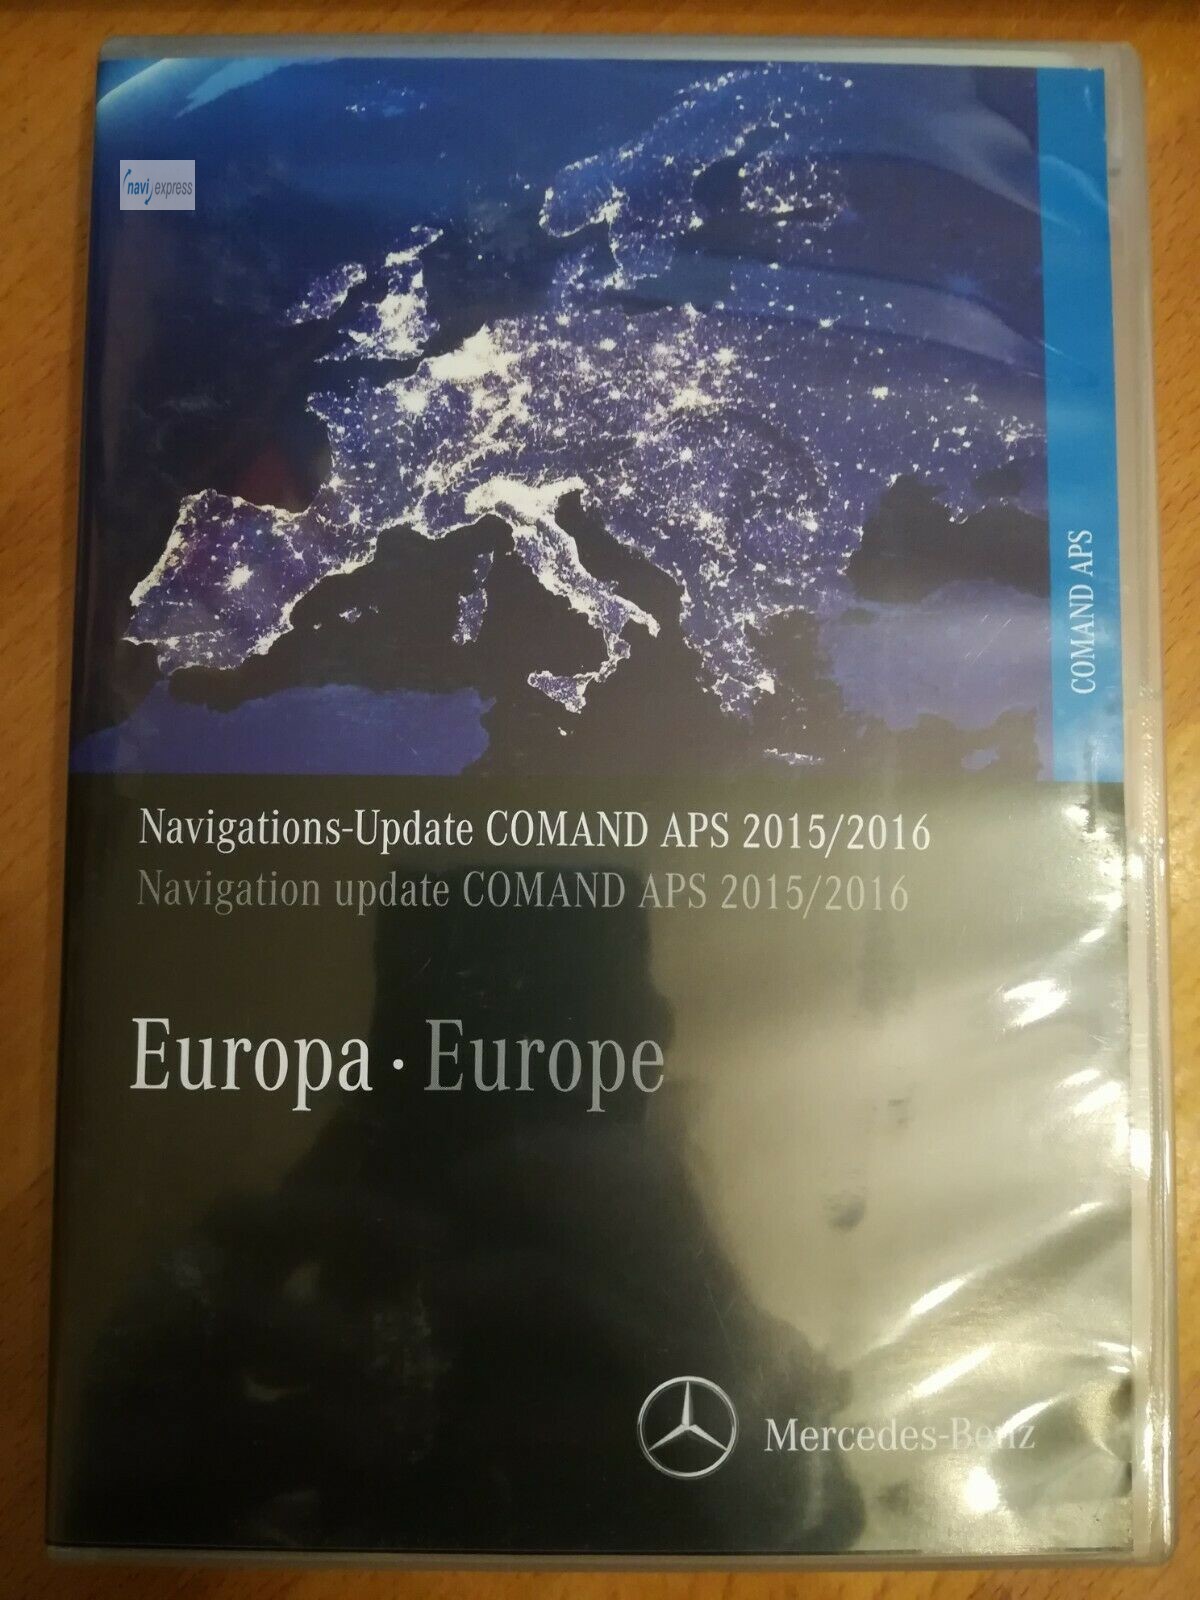 navi express
COMAND APS
Navigations-Update COMAND APS 2015/2016
Navigation update COMAND APS 2015/2016
Europa · Europe
Mercedes-Benz